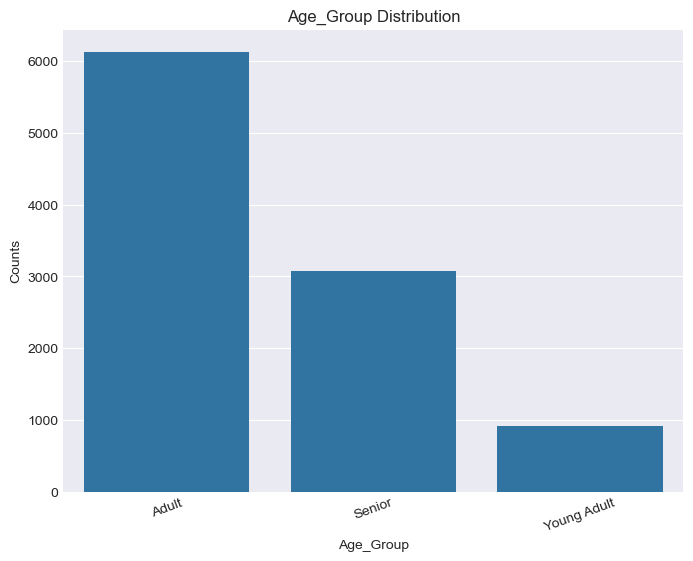 Age_Group Distribution
6000
5000
4000
3000
2000
1000
0
Counts
Adult
Senior
Young Adult
Age_Group